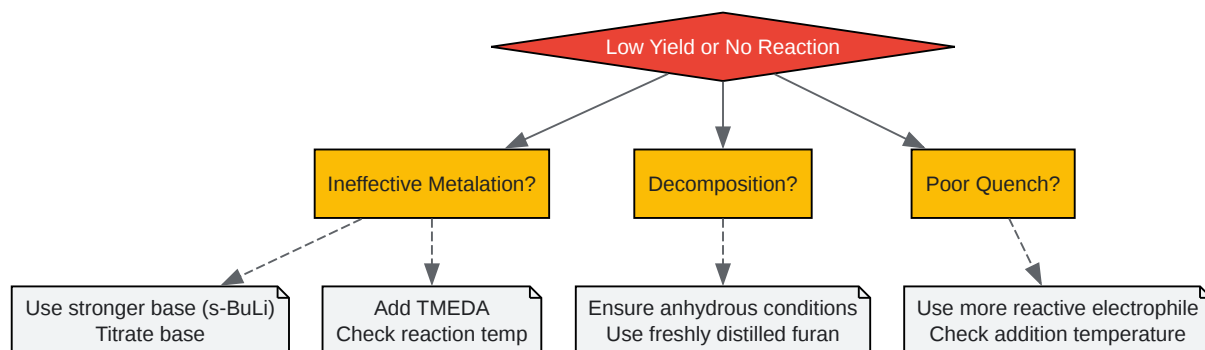 Low Yield or No Reaction
Ineffective Metalation?
Decomposition?
Poor Quench?
Use stronger base (s-BuLi)
Titrate base
Add TMEDA
Check reaction temp
Ensure anhydrous conditions
Use freshly distilled furan
Use more reactive electrophile
Check addition temperature